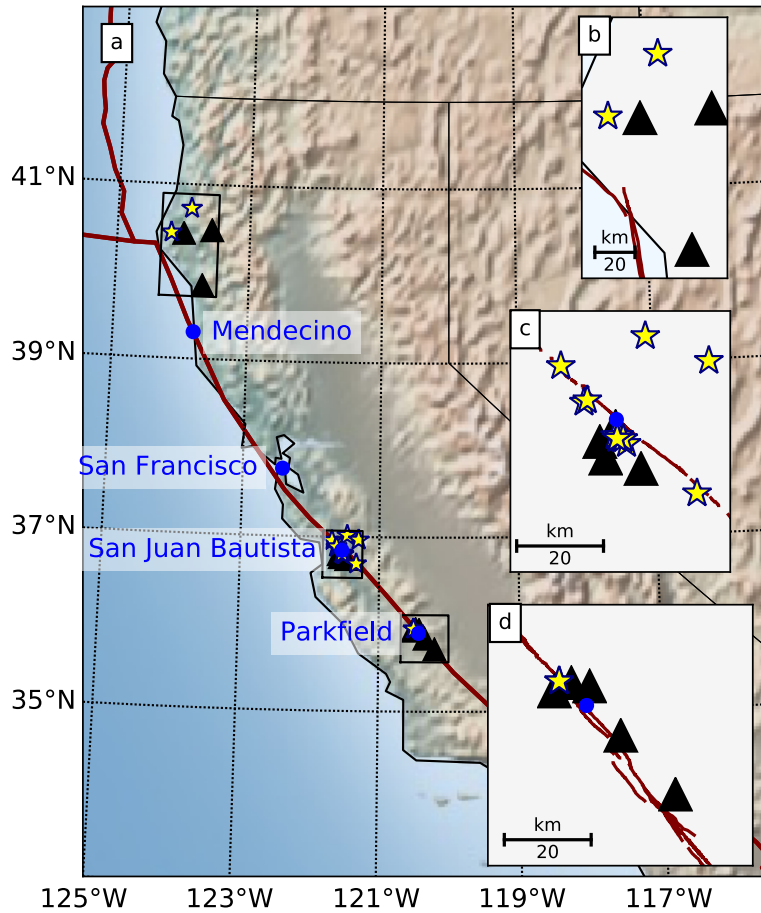 a
b
41°N
km
20
Mendecino
c
39°N
San Francisco
37°N
San Juan Bautista
km
20
Parkfield
d
35°N
km
20
125°W
123°W
121°W
119°W
117°W